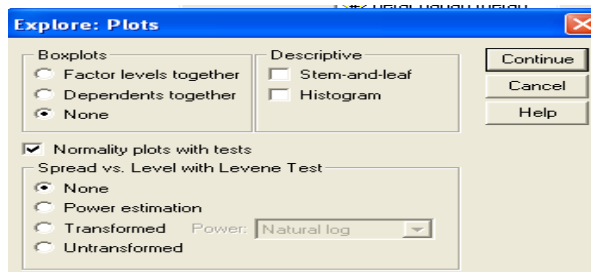 Explore: Plots
Boxplots
Factor levels together
Dependents together
None
Descriptive
Stem-and-leaf
Histogram
Continue
Cancel
Help
Normality plots with tests
Spread vs. Level with Levene Test
None
Power estimation
Transformed Power: Natural log
Untransformed